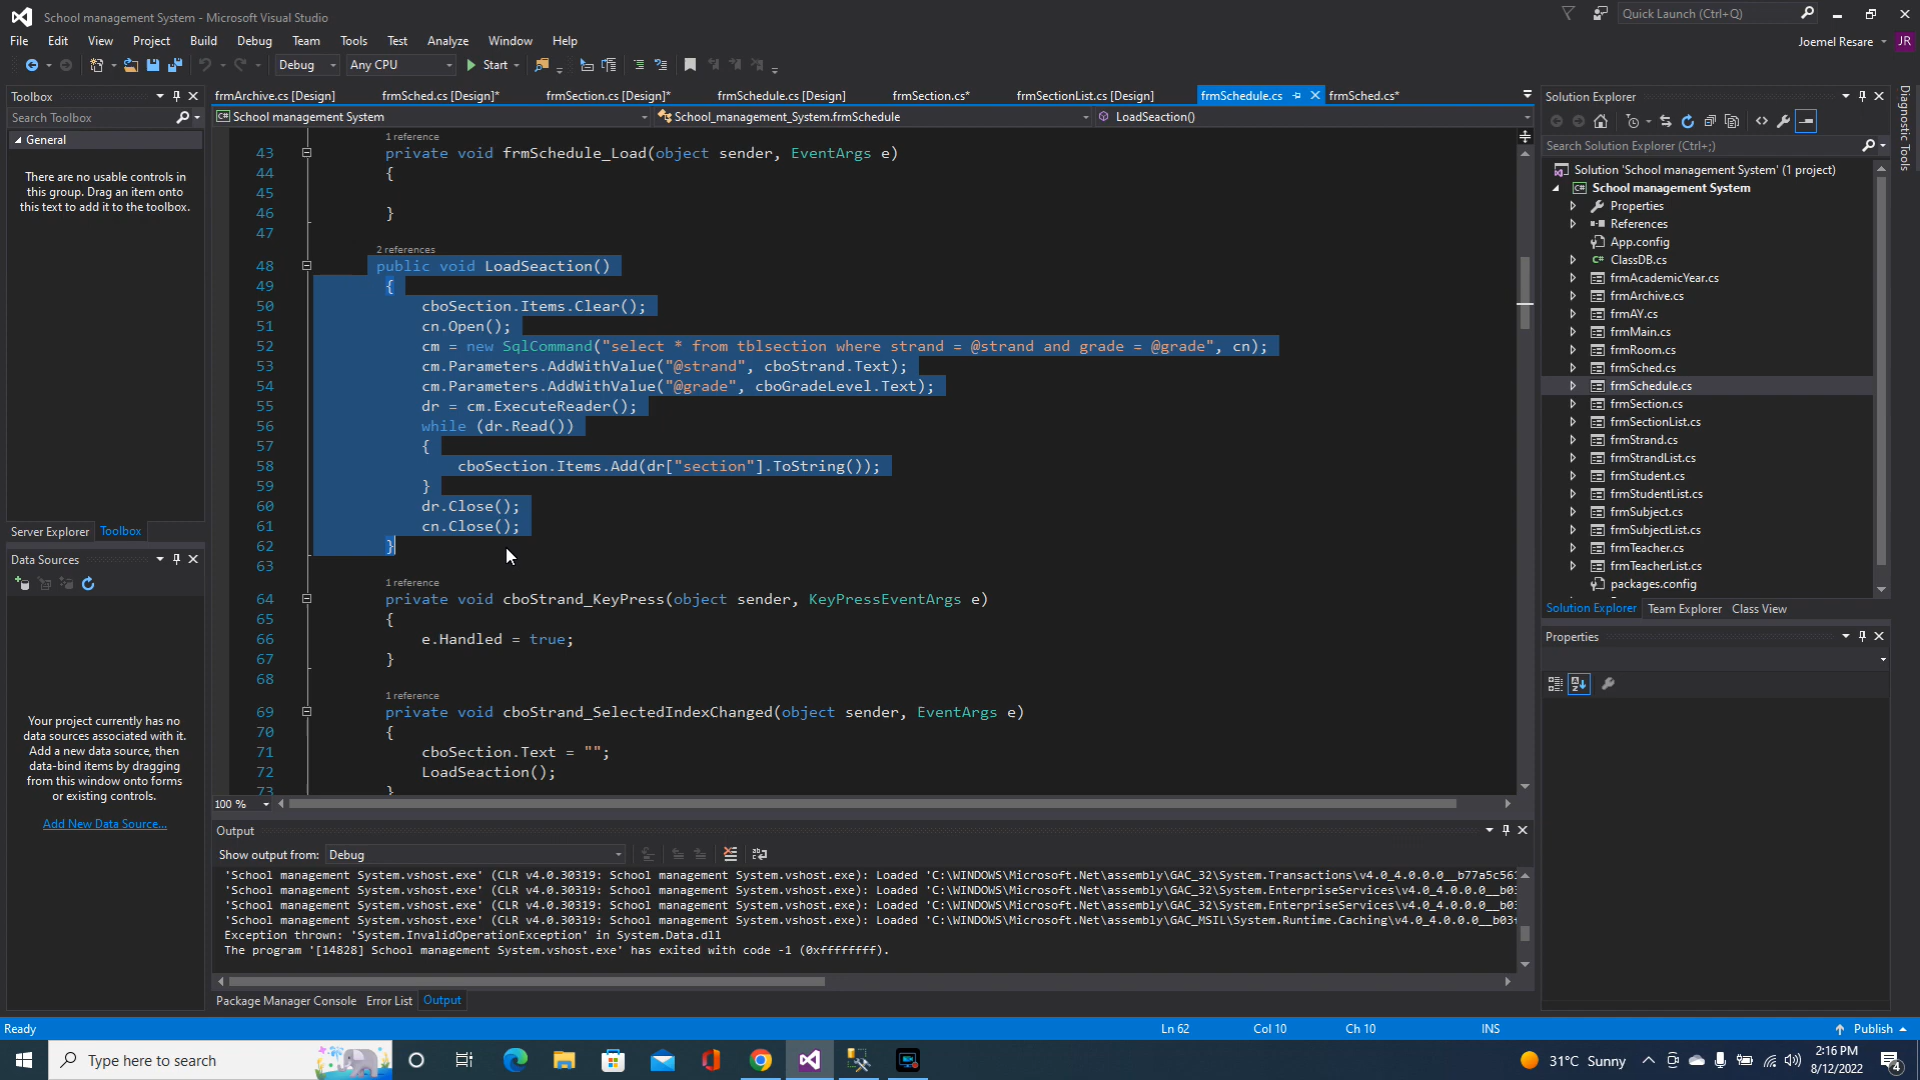 School management System - Microsoft Visual Studio
Quick Launch (Ctrl+Q)
File Edit View Project Build Debug Team Tools Test Analyze Window Help
Joemel Resare JR
Debug Any CPU Start
Toolbox
Search Toolbox
General
There are no usable controls in
this group. Drag an item onto
this text to add it to the toolbox.
Server Explorer Toolbox
Data Sources
Your project currently has no
data sources associated with it.
Add a new data source, then
data-bind items by dragging
from this window onto forms
or existing controls.
Add New Data Source...
frmArchive.cs [Design] frmSched.cs [Design]* frmSection.cs [Design]* frmSchedule.cs [Design] frmSection.cs* frmSectionList.cs [Design] frmSchedule.cs frmSched.cs*
School management System School_management_System.frmSchedule LoadSeaction()
1 reference
43 private void frmSchedule_Load(object sender, EventArgs e)
44 {
45
46 }
47
2 references
48 public void LoadSeaction()
49 {
50 cboSection.Items.Clear();
51 cn.Open();
52 cm = new SqlCommand("select * from tblsection where strand = @strand and grade = @grade", cn);
53 cm.Parameters.AddWithValue("@strand", cboStrand.Text);
54 cm.Parameters.AddWithValue("@grade", cboGradeLevel.Text);
55 dr = cm.ExecuteReader();
56 while (dr.Read())
57 {
58 cboSection.Items.Add(dr["section"].ToString());
59 }
60 dr.Close();
61 cn.Close();
62 }
63
1 reference
64 private void cboStrand_KeyPress(object sender, KeyPressEventArgs e)
65 {
66 e.Handled = true;
67 }
68
1 reference
69 private void cboStrand_SelectedIndexChanged(object sender, EventArgs e)
70 {
71 cboSection.Text = "";
72 LoadSeaction();
73 }
100 %
Output
Show output from: Debug
'School management System.vshost.exe' (CLR v4.0.30319: School management System.vshost.exe): Loaded 'C:\WINDOWS\Microsoft.Net\assembly\GAC_32\System.Transactions\v4.0_4.0.0.0__b77a5c561
'School management System.vshost.exe' (CLR v4.0.30319: School management System.vshost.exe): Loaded 'C:\WINDOWS\Microsoft.Net\assembly\GAC_32\System.EnterpriseServices\v4.0_4.0.0.0__b03
'School management System.vshost.exe' (CLR v4.0.30319: School management System.vshost.exe): Loaded 'C:\WINDOWS\Microsoft.Net\assembly\GAC_32\System.EnterpriseServices\v4.0_4.0.0.0__b03
'School management System.vshost.exe' (CLR v4.0.30319: School management System.vshost.exe): Loaded 'C:\WINDOWS\Microsoft.Net\assembly\GAC_MSIL\System.Runtime.Caching\v4.0_4.0.0.0__b03
Exception thrown: 'System.InvalidOperationException' in System.Data.dll
The program '[14828] School management System.vshost.exe' has exited with code -1 (0xffffffff).
Package Manager Console Error List Output
Solution Explorer
Search Solution Explorer (Ctrl+;)
Solution 'School management System' (1 project)
School management System
Properties
References
App.config
ClassDB.cs
frmAcademicYear.cs
frmArchive.cs
frmAY.cs
frmMain.cs
frmRoom.cs
frmSched.cs
frmSchedule.cs
frmSection.cs
frmSectionList.cs
frmStrand.cs
frmStrandList.cs
frmStudent.cs
frmStudentList.cs
frmSubject.cs
frmSubjectList.cs
frmTeacher.cs
frmTeacherList.cs
packages.config
Solution Explorer Team Explorer Class View
Properties
Diagnostic Tools
Ready Ln 62 Col 10 Ch 10 INS Publish
Type here to search
31°C Sunny
2:16 PM
8/12/2022
4